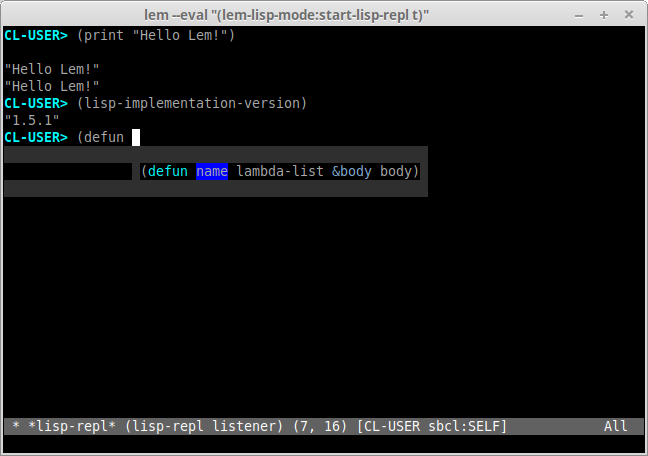 lem --eval "(lem-lisp-mode:start-lisp-repl t)"
CL-USER> (print "Hello Lem!")
"Hello Lem!"
"Hello Lem!"
CL-USER> (lisp-implementation-version)
"1.5.1"
CL-USER> (defun
(defun name lambda-list &body body)
* *lisp-repl* (lisp-repl listener) (7, 16) [CL-USER sbcl:SELF] All